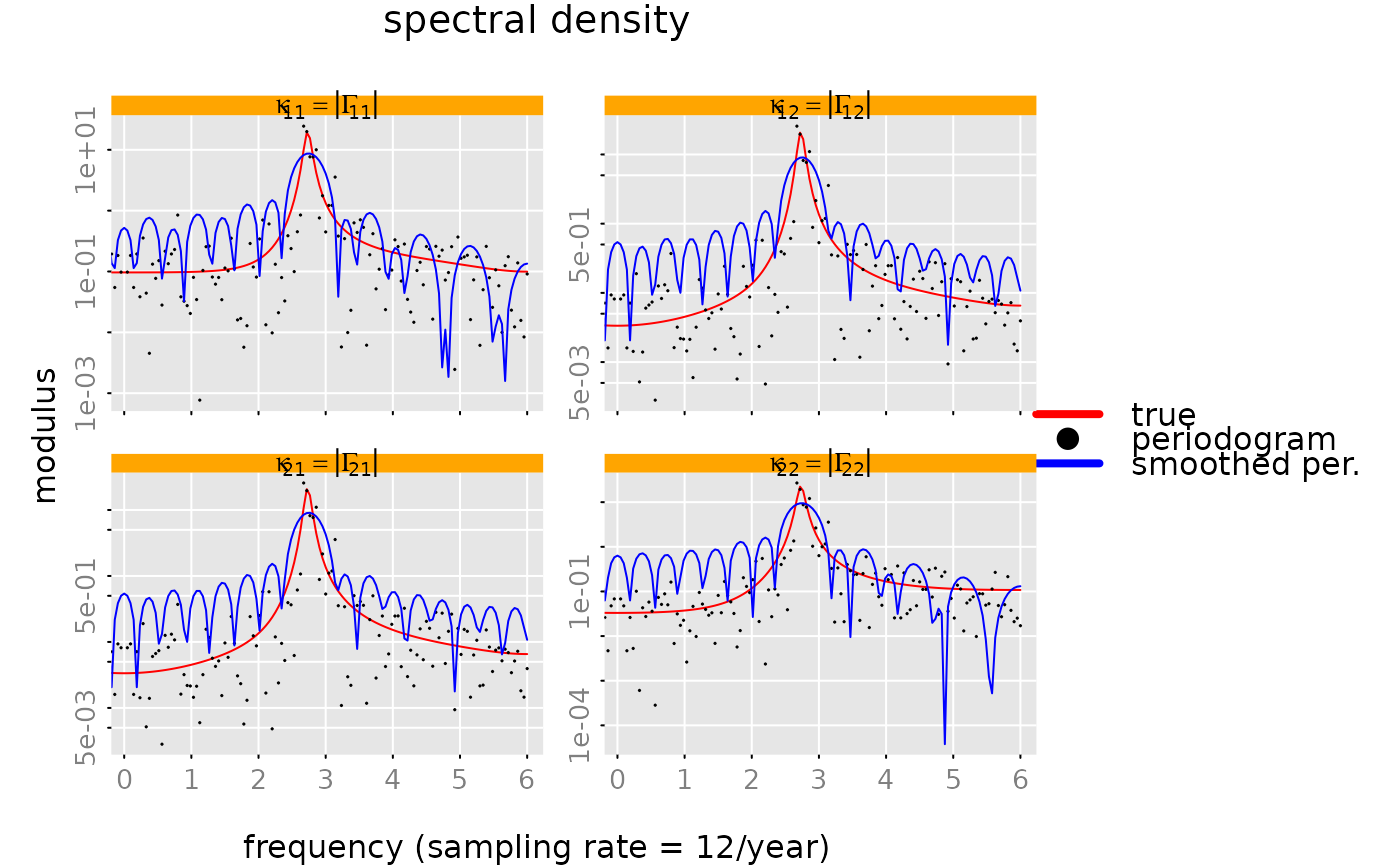 spectral density
κ11 = |Γ11|
κ12 = |Γ12|
1e+01
1e-01
1e-03
5e-01
5e-03
modulus
true
periodogram
smoothed per.
κ21 = |Γ21|
κ22 = |Γ22|
5e-01
5e-03
1e-01
1e-04
0 1 2 3 4 5 6
0 1 2 3 4 5 6
frequency (sampling rate = 12/year)